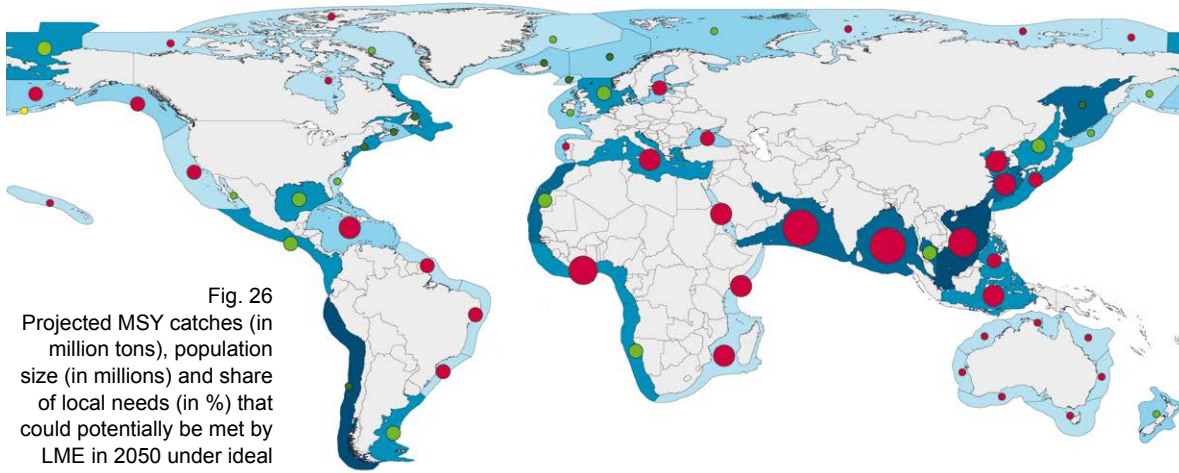 Fig. 26
Projected MSY catches (in
million tons), population
size (in millions) and share
of local needs (in %) that
could potentially be met by
LME in 2050 under ideal